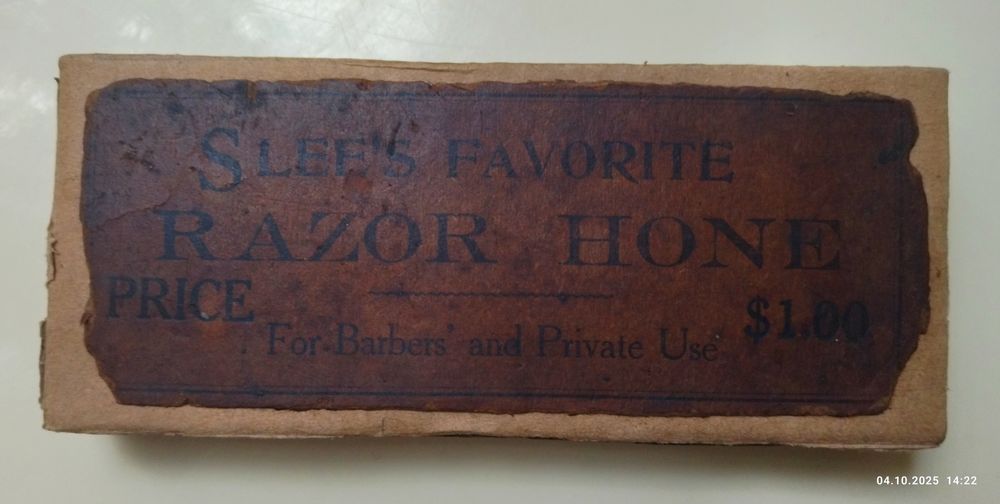 SLEE'S FAVORITE
RAZOR HONE
PRICE $1.00
For Barbers' and Private Use
04.10.2025 14:22